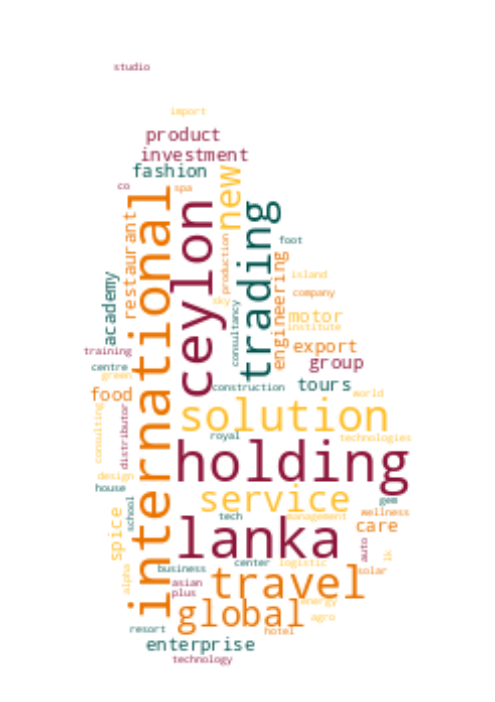 studio
import
product
investment
fashion
co
spa
new
international
ceylon
trading
restaurant
production
foot
academy
engineering
island
sky
company
consultancy
motor
institute
export
training
group
centre
green
construction
tours
food
world
consulting
distributor
solution
royal
technologies
holding
design
house
service
school
gem
wellness
tech
management
care
spice
lanka
auto
lk
center
logistic
business
solar
alpha
asian
travel
plus
energy
global
agro
resort
hotel
enterprise
technology